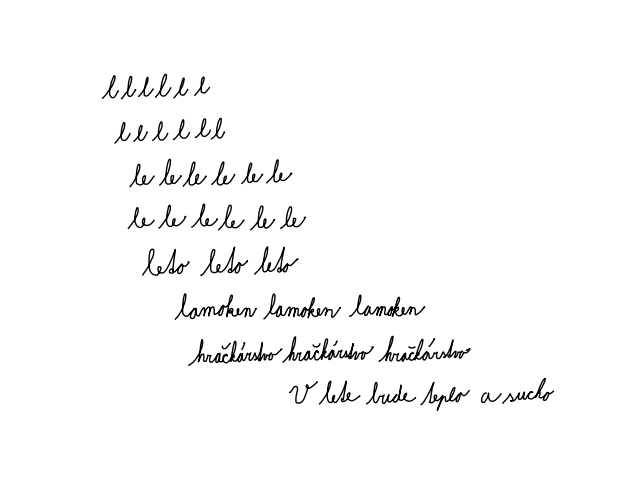 l l l l l l
l l l l l l
le le le le le le
le le le le le le
leto leto leto
lamoken lamoken lamoken
hračkárstvo hračkárstvo hračkárstvo
V lete bude teplo a sucho